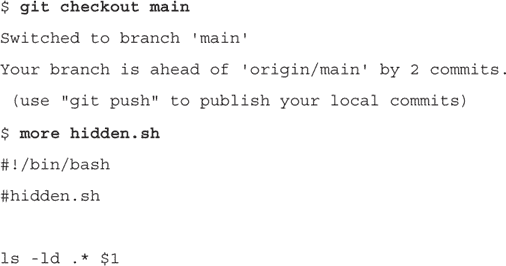 $ git checkout main
Switched to branch 'main'
Your branch is ahead of 'origin/main' by 2 commits.
(use "git push" to publish your local commits)
$ more hidden.sh
#!/bin/bash
#hidden.sh
ls -ld .* $1